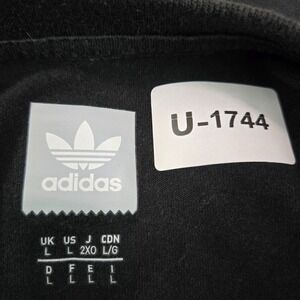 U-1744
adidas
UK US J CDN
L L 2XO L/G
D F E I
L L L L